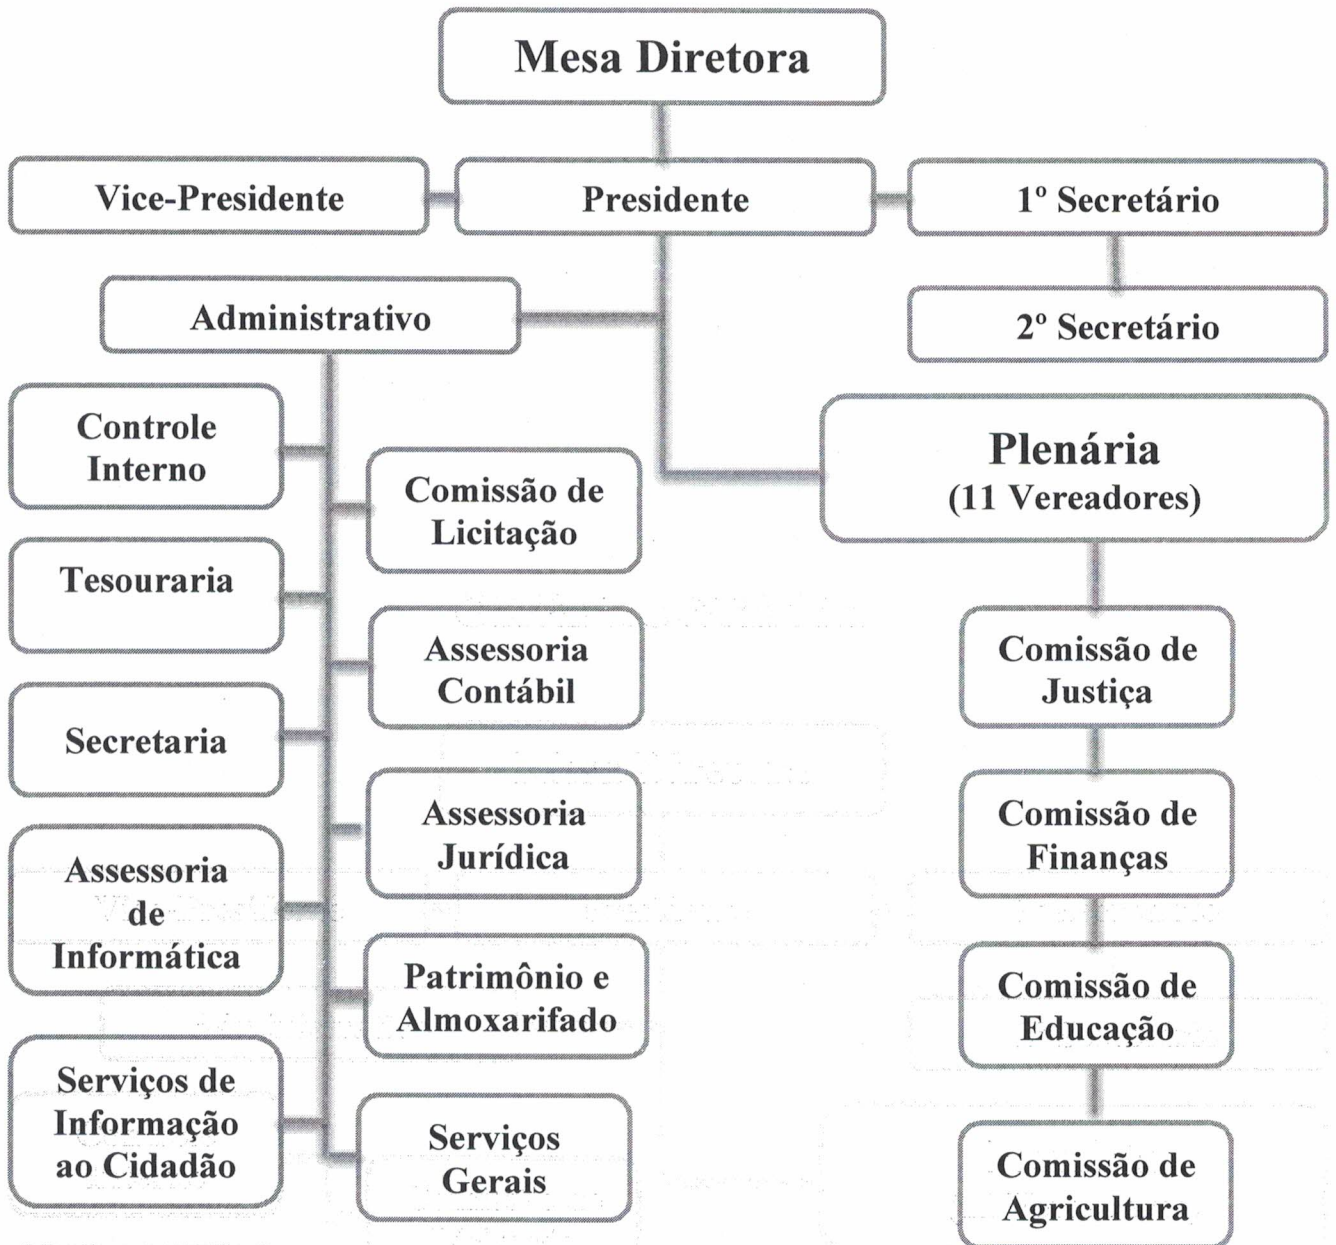 Mesa Diretora
Vice-Presidente
Presidente
1º Secretário
Administrativo
2º Secretário
Controle
Interno
Comissão de
Licitação
Plenária
(11 Vereadores)
Tesouraria
Assessoria
Contábil
Comissão de
Justiça
Secretaria
Assessoria
Jurídica
Comissão de
Finanças
Assessoria
de
Informática
Patrimônio e
Almoxarifado
Comissão de
Educação
Serviços de
Informação
ao Cidadão
Serviços
Gerais
Comissão de
Agricultura